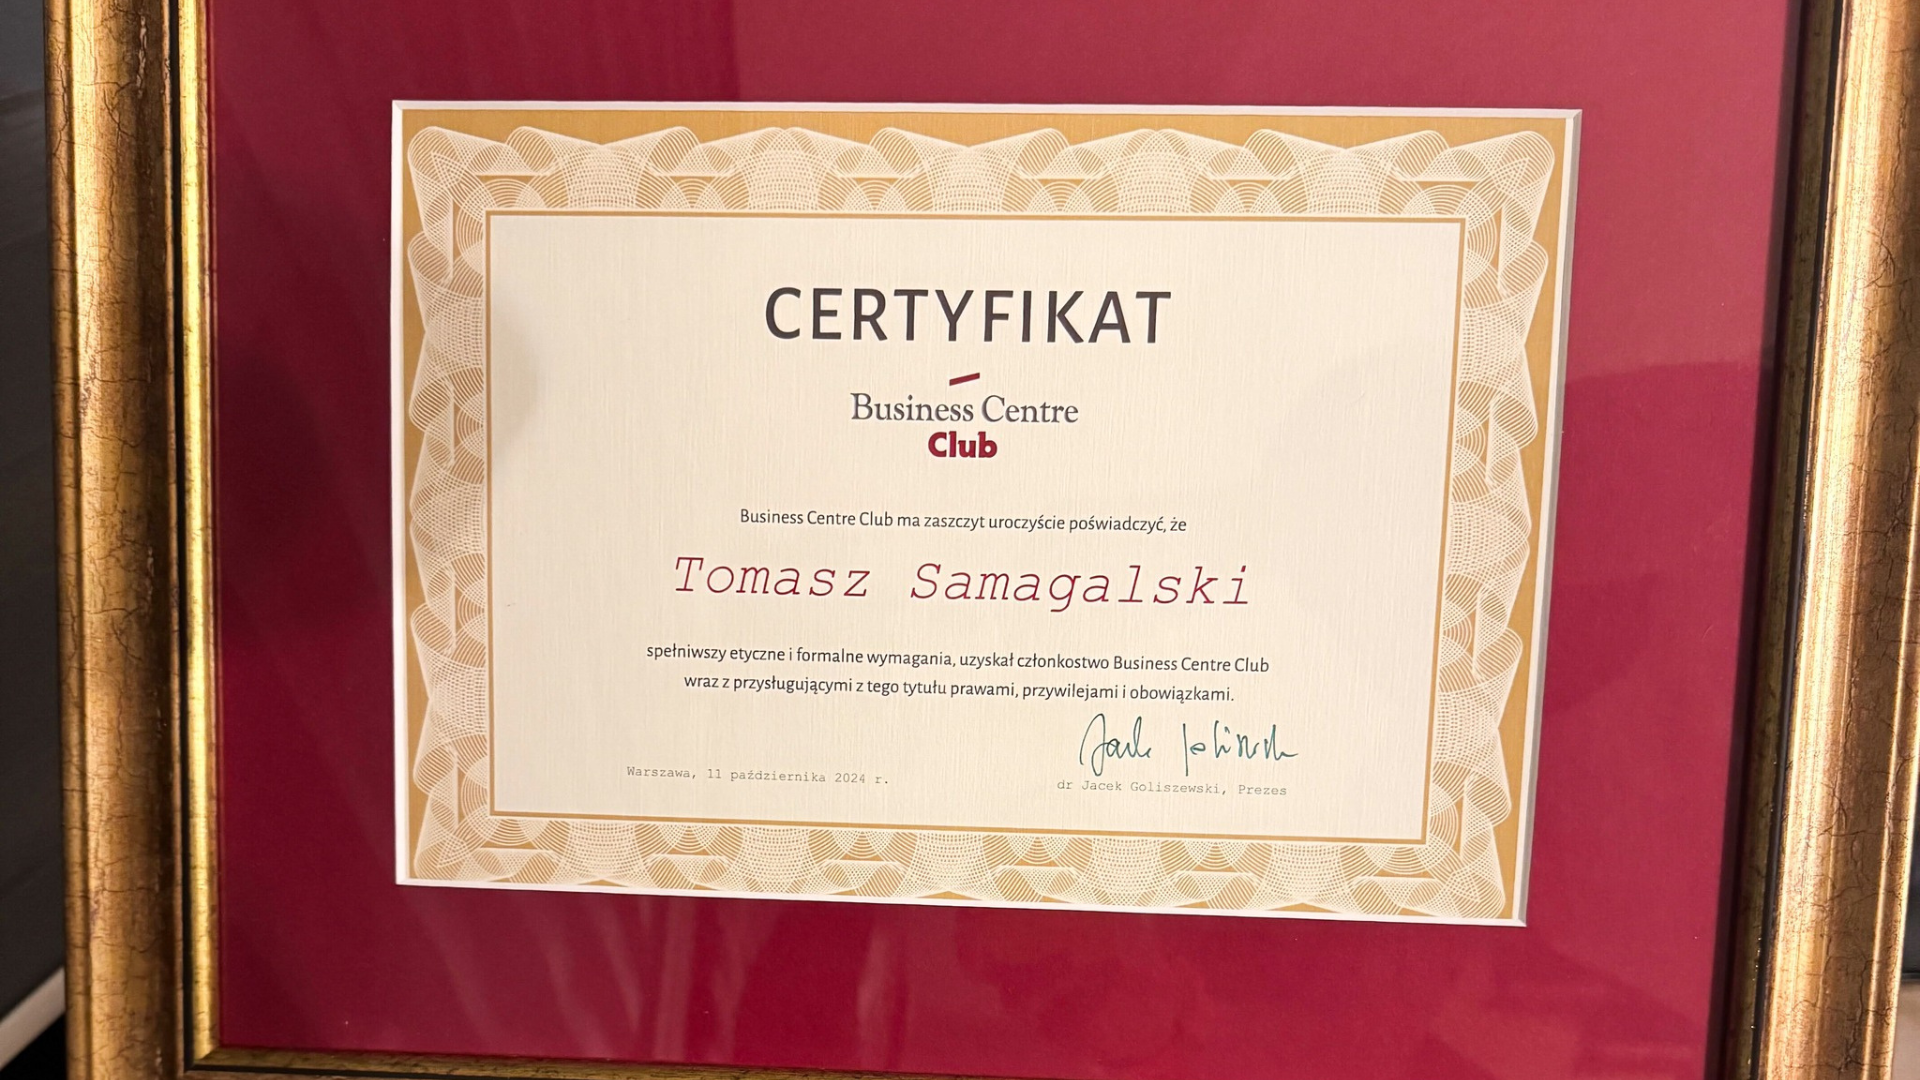 CERTYFIKAT
Business Centre
Club
Business Centre Club ma zaszczyt uroczyście poświadczyć, że
Tomasz Samagalski
spełniwszy etyczne i formalne wymagania, uzyskał członkostwo Business Centre Club
wraz z przysługującymi z tego tytułu prawami, przywilejami i obowiązkami.
Warszawa, 11 października 2024 r.
dr Jacek Goliszewski, Prezes